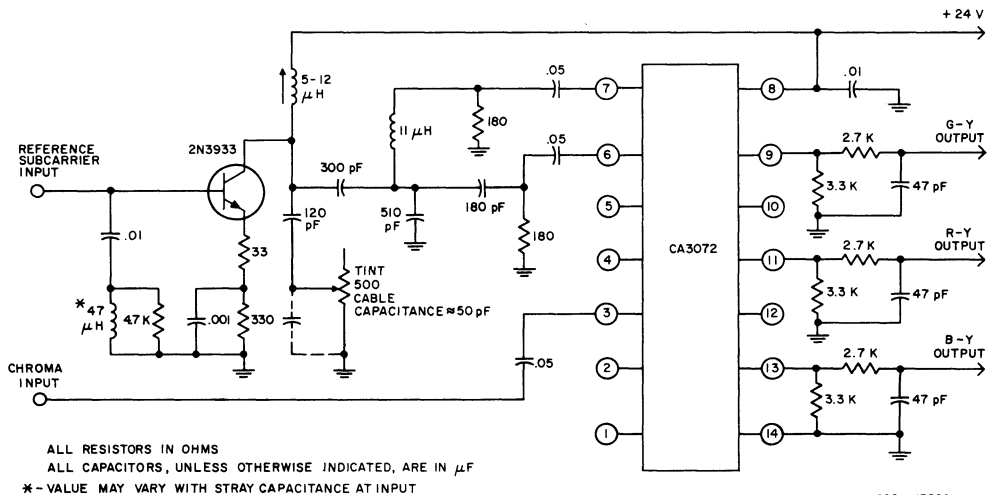 + 24 V
5-12
μH
.05
7
8
.01
11 μH
180
G-Y
OUTPUT
REFERENCE
SUBCARRIER
INPUT
2N3933
.05
2.7 K
300 pF
6
9
3.3 K
47 pF
120
pF
510
pF
180 pF
5
10
180
R-Y
OUTPUT
.01
33
CA3072
2.7 K
4
11
TINT
500
CABLE
CAPACITANCE≈50 pF
3.3 K
47 pF
* 47
μH
4.7 K
.001
330
3
12
B-Y
OUTPUT
CHROMA
INPUT
.05
2.7 K
2
13
3.3 K
47 pF
1
14
ALL RESISTORS IN OHMS
ALL CAPACITORS, UNLESS OTHERWISE INDICATED, ARE IN μF
*- VALUE MAY VARY WITH STRAY CAPACITANCE AT INPUT